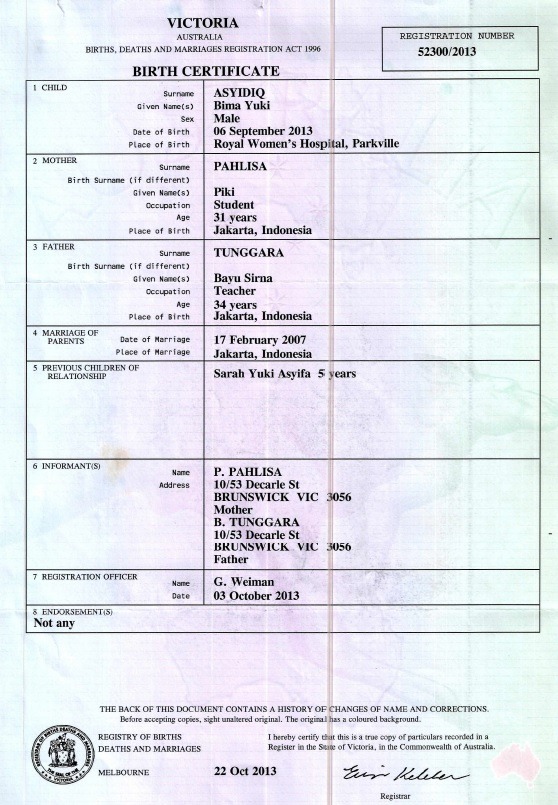 VICTORIA
AUSTRALIA
BIRTHS, DEATHS AND MARRIAGES REGISTRATION ACT 1996
BIRTH CERTIFICATE
REGISTRATION NUMBER
52300/2013
1 CHILD
Surname ASYIDIQ
Given Name(s) Bima Yuki
Sex Male
Date of Birth 06 September 2013
Place of Birth Royal Women's Hospital, Parkville
2 MOTHER
Surname PAHLISA
Birth Surname (if different)
Given Name(s) Piki
Occupation Student
Age 31 years
Place of Birth Jakarta, Indonesia
3 FATHER
Surname TUNGGARA
Birth Surname (if different)
Given Name(s) Bayu Sirna
Occupation Teacher
Age 34 years
Place of Birth Jakarta, Indonesia
4 MARRIAGE OF PARENTS
Date of Marriage 17 February 2007
Place of Marriage Jakarta, Indonesia
5 PREVIOUS CHILDREN OF RELATIONSHIP
Sarah Yuki Asyifa 5 years
6 INFORMANT(S)
Name P. PAHLISA
Address 10/53 Decarle St
BRUNSWICK VIC 3056
Mother
B. TUNGGARA
10/53 Decarle St
BRUNSWICK VIC 3056
Father
7 REGISTRATION OFFICER
Name G. Weiman
Date 03 October 2013
8 ENDORSEMENT(S)
Not any
THE BACK OF THIS DOCUMENT CONTAINS A HISTORY OF CHANGES OF NAME AND CORRECTIONS.
Before accepting copies, sight unaltered original. The original has a coloured background.
REGISTRY OF BIRTHS
DEATHS AND MARRIAGES
I hereby certify that this is a true copy of particulars recorded in a
Register in the State of Victoria, in the Commonwealth of Australia.
MELBOURNE 22 Oct 2013
Registrar